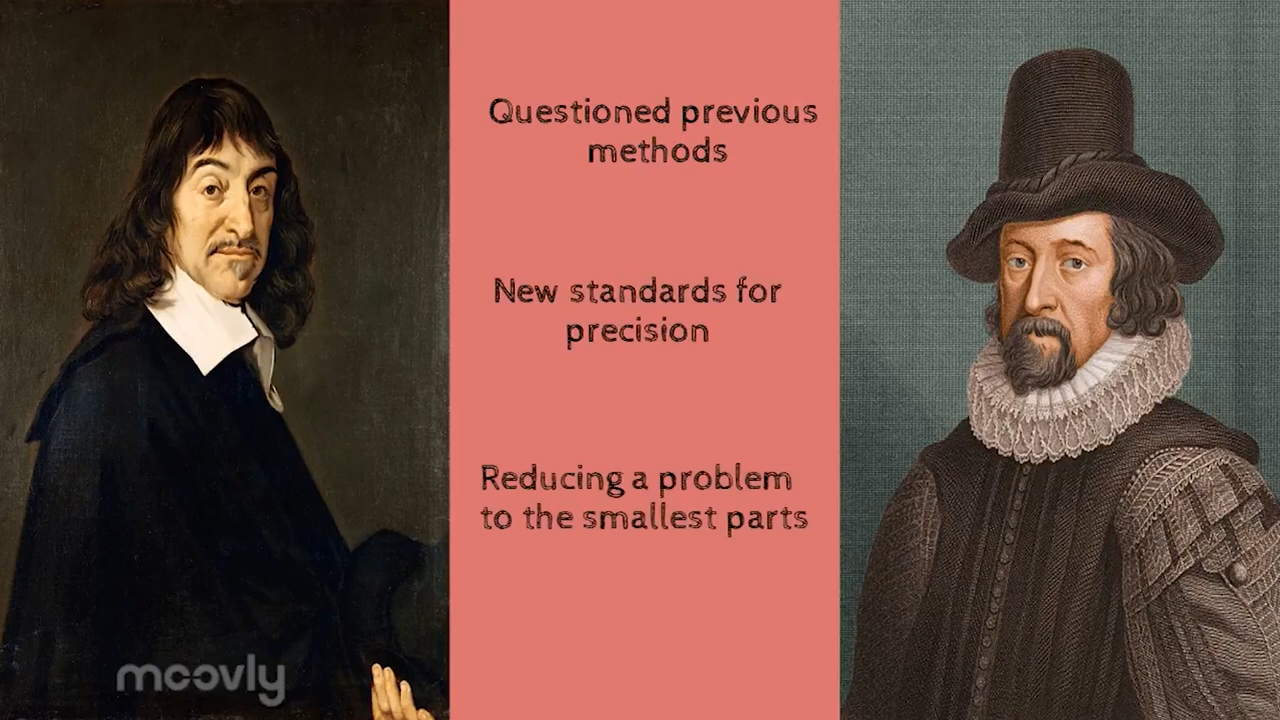 Questioned previous
methods
New standards for
precision
Reducing a problem
to the smallest parts
moovly